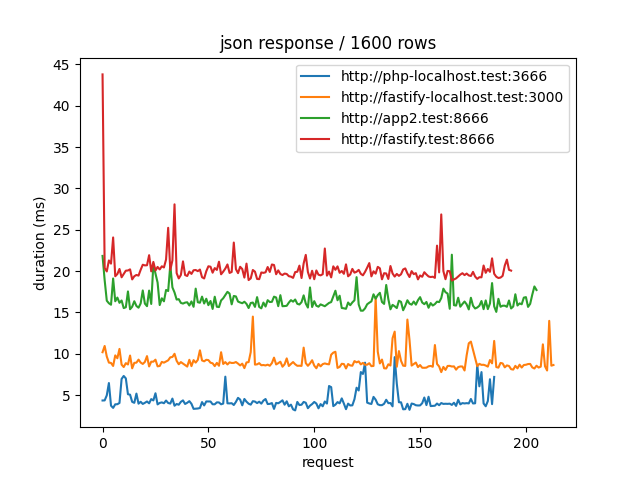 json response / 1600 rows
http://php-localhost.test:3666
http://fastify-localhost.test:3000
http://app2.test:8666
http://fastify.test:8666
45
40
35
30
25
20
15
10
5
duration (ms)
0 50 100 150 200
request